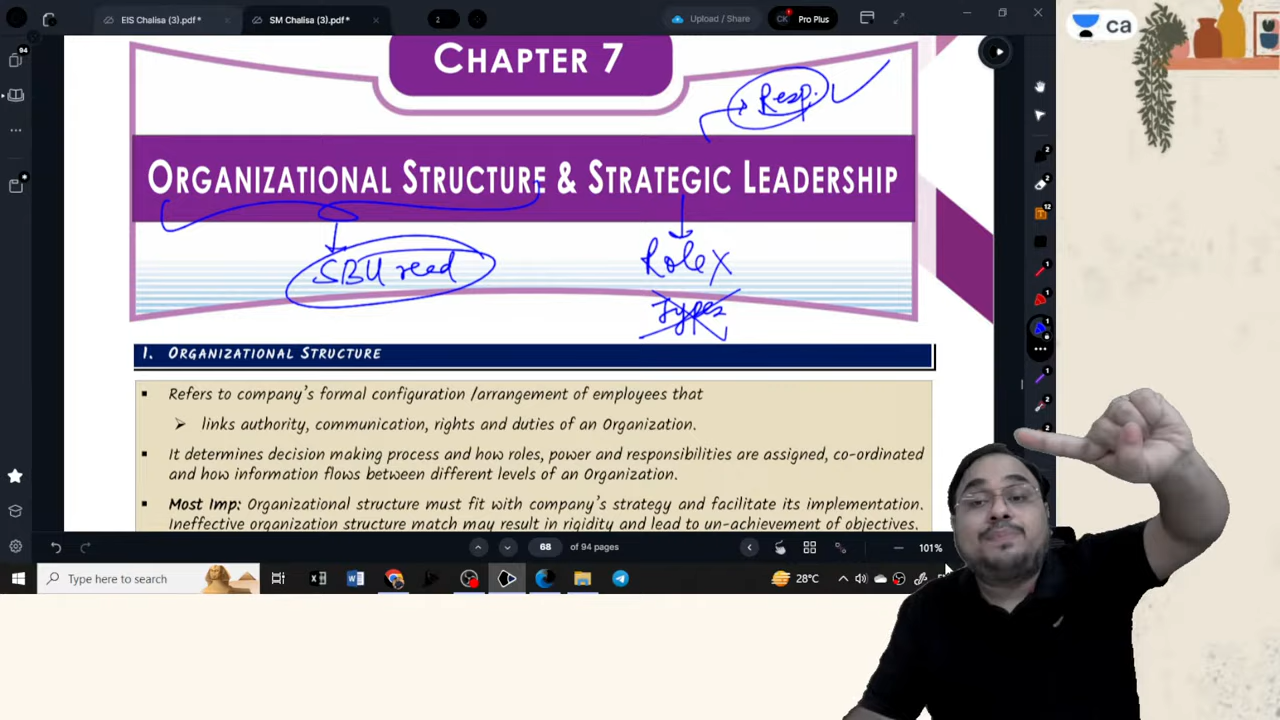 EIS Chalisa (3).pdf*
SM Chalisa (3).pdf*
2
Upload / Share
CK
Pro Plus
ca
94
CHAPTER 7
Resp.
ORGANIZATIONAL STRUCTURE & STRATEGIC LEADERSHIP
SBU read
Role X
Types
1. ORGANIZATIONAL STRUCTURE
▪ Refers to company's formal configuration /arrangement of employees that
➢ links authority, communication, rights and duties of an Organization.
▪ It determines decision making process and how roles, power and responsibilities are assigned, co-ordinated
and how information flows between different levels of an Organization.
▪ Most Imp: Organizational structure must fit with company's strategy and facilitate its implementation.
Ineffective organization structure match may result in rigidity and lead to un-achievement of objectives.
68 of 94 pages
101%
Type here to search
28°C